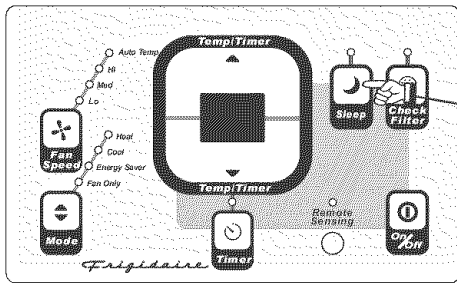 Temp/Timer
Auto Temp
Hi
Med
Lo
Sleep
Check
Filter
Fan
Speed
Heat
Cool
Energy Saver
Fan Only
Temp/Timer
Mode
Timer
Remote
Sensing
On/Off
Frigidaire